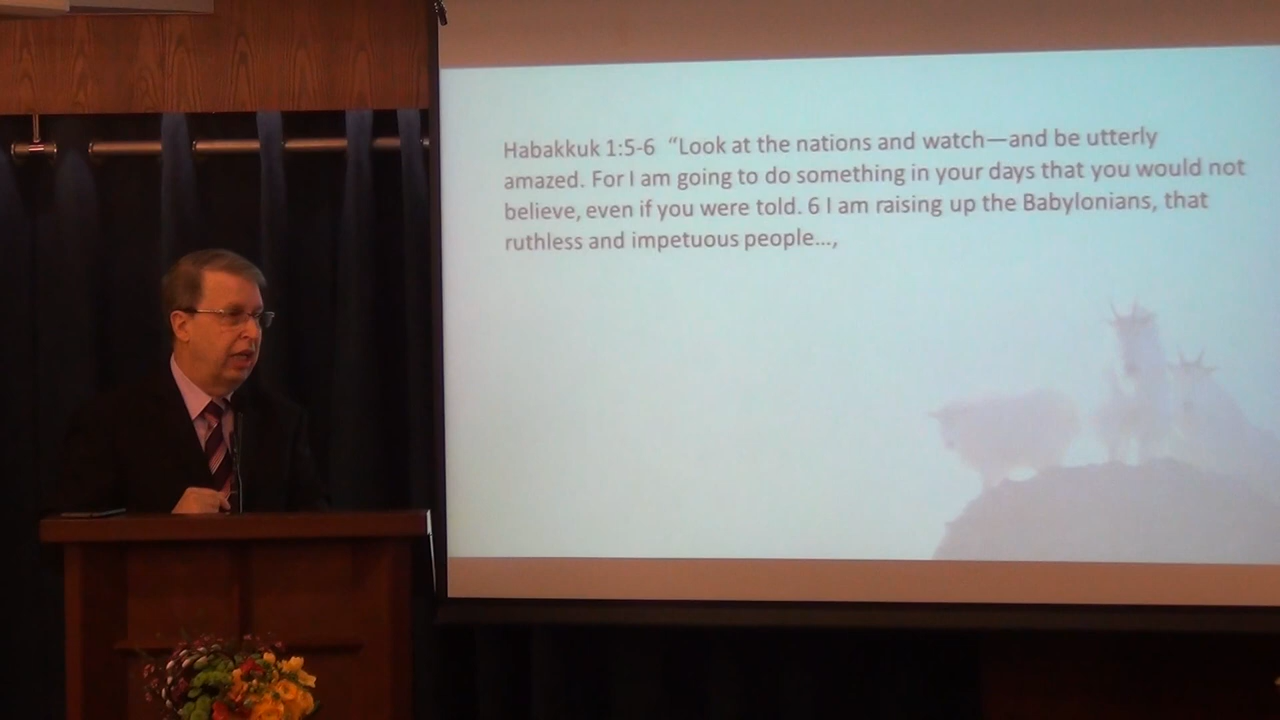 Habakkuk 1:5-6  “Look at the nations and watch—and be utterly
amazed. For I am going to do something in your days that you would not
believe, even if you were told. 6 I am raising up the Babylonians, that
ruthless and impetuous people...,